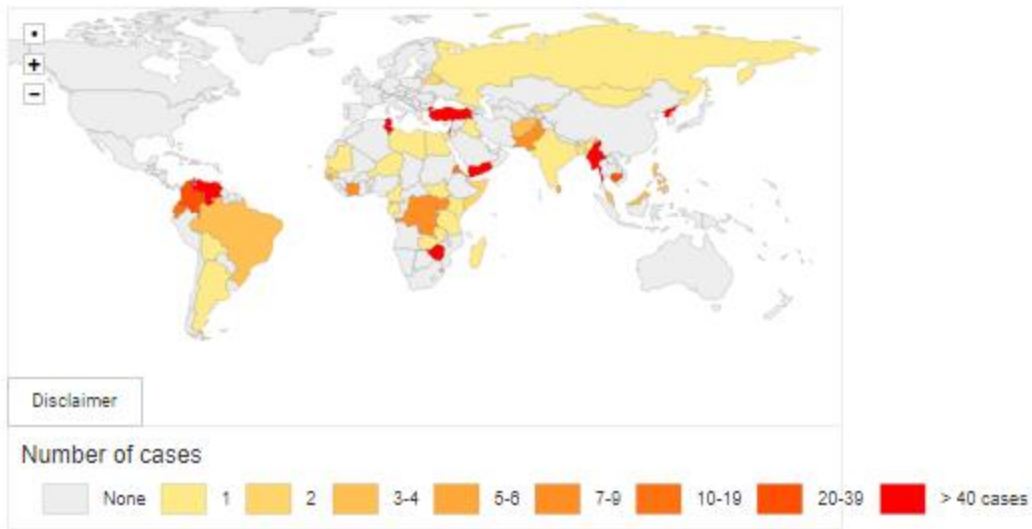 +
−
Disclaimer
Number of cases
None 1 2 3-4 5-6 7-9 10-19 20-39 > 40 cases